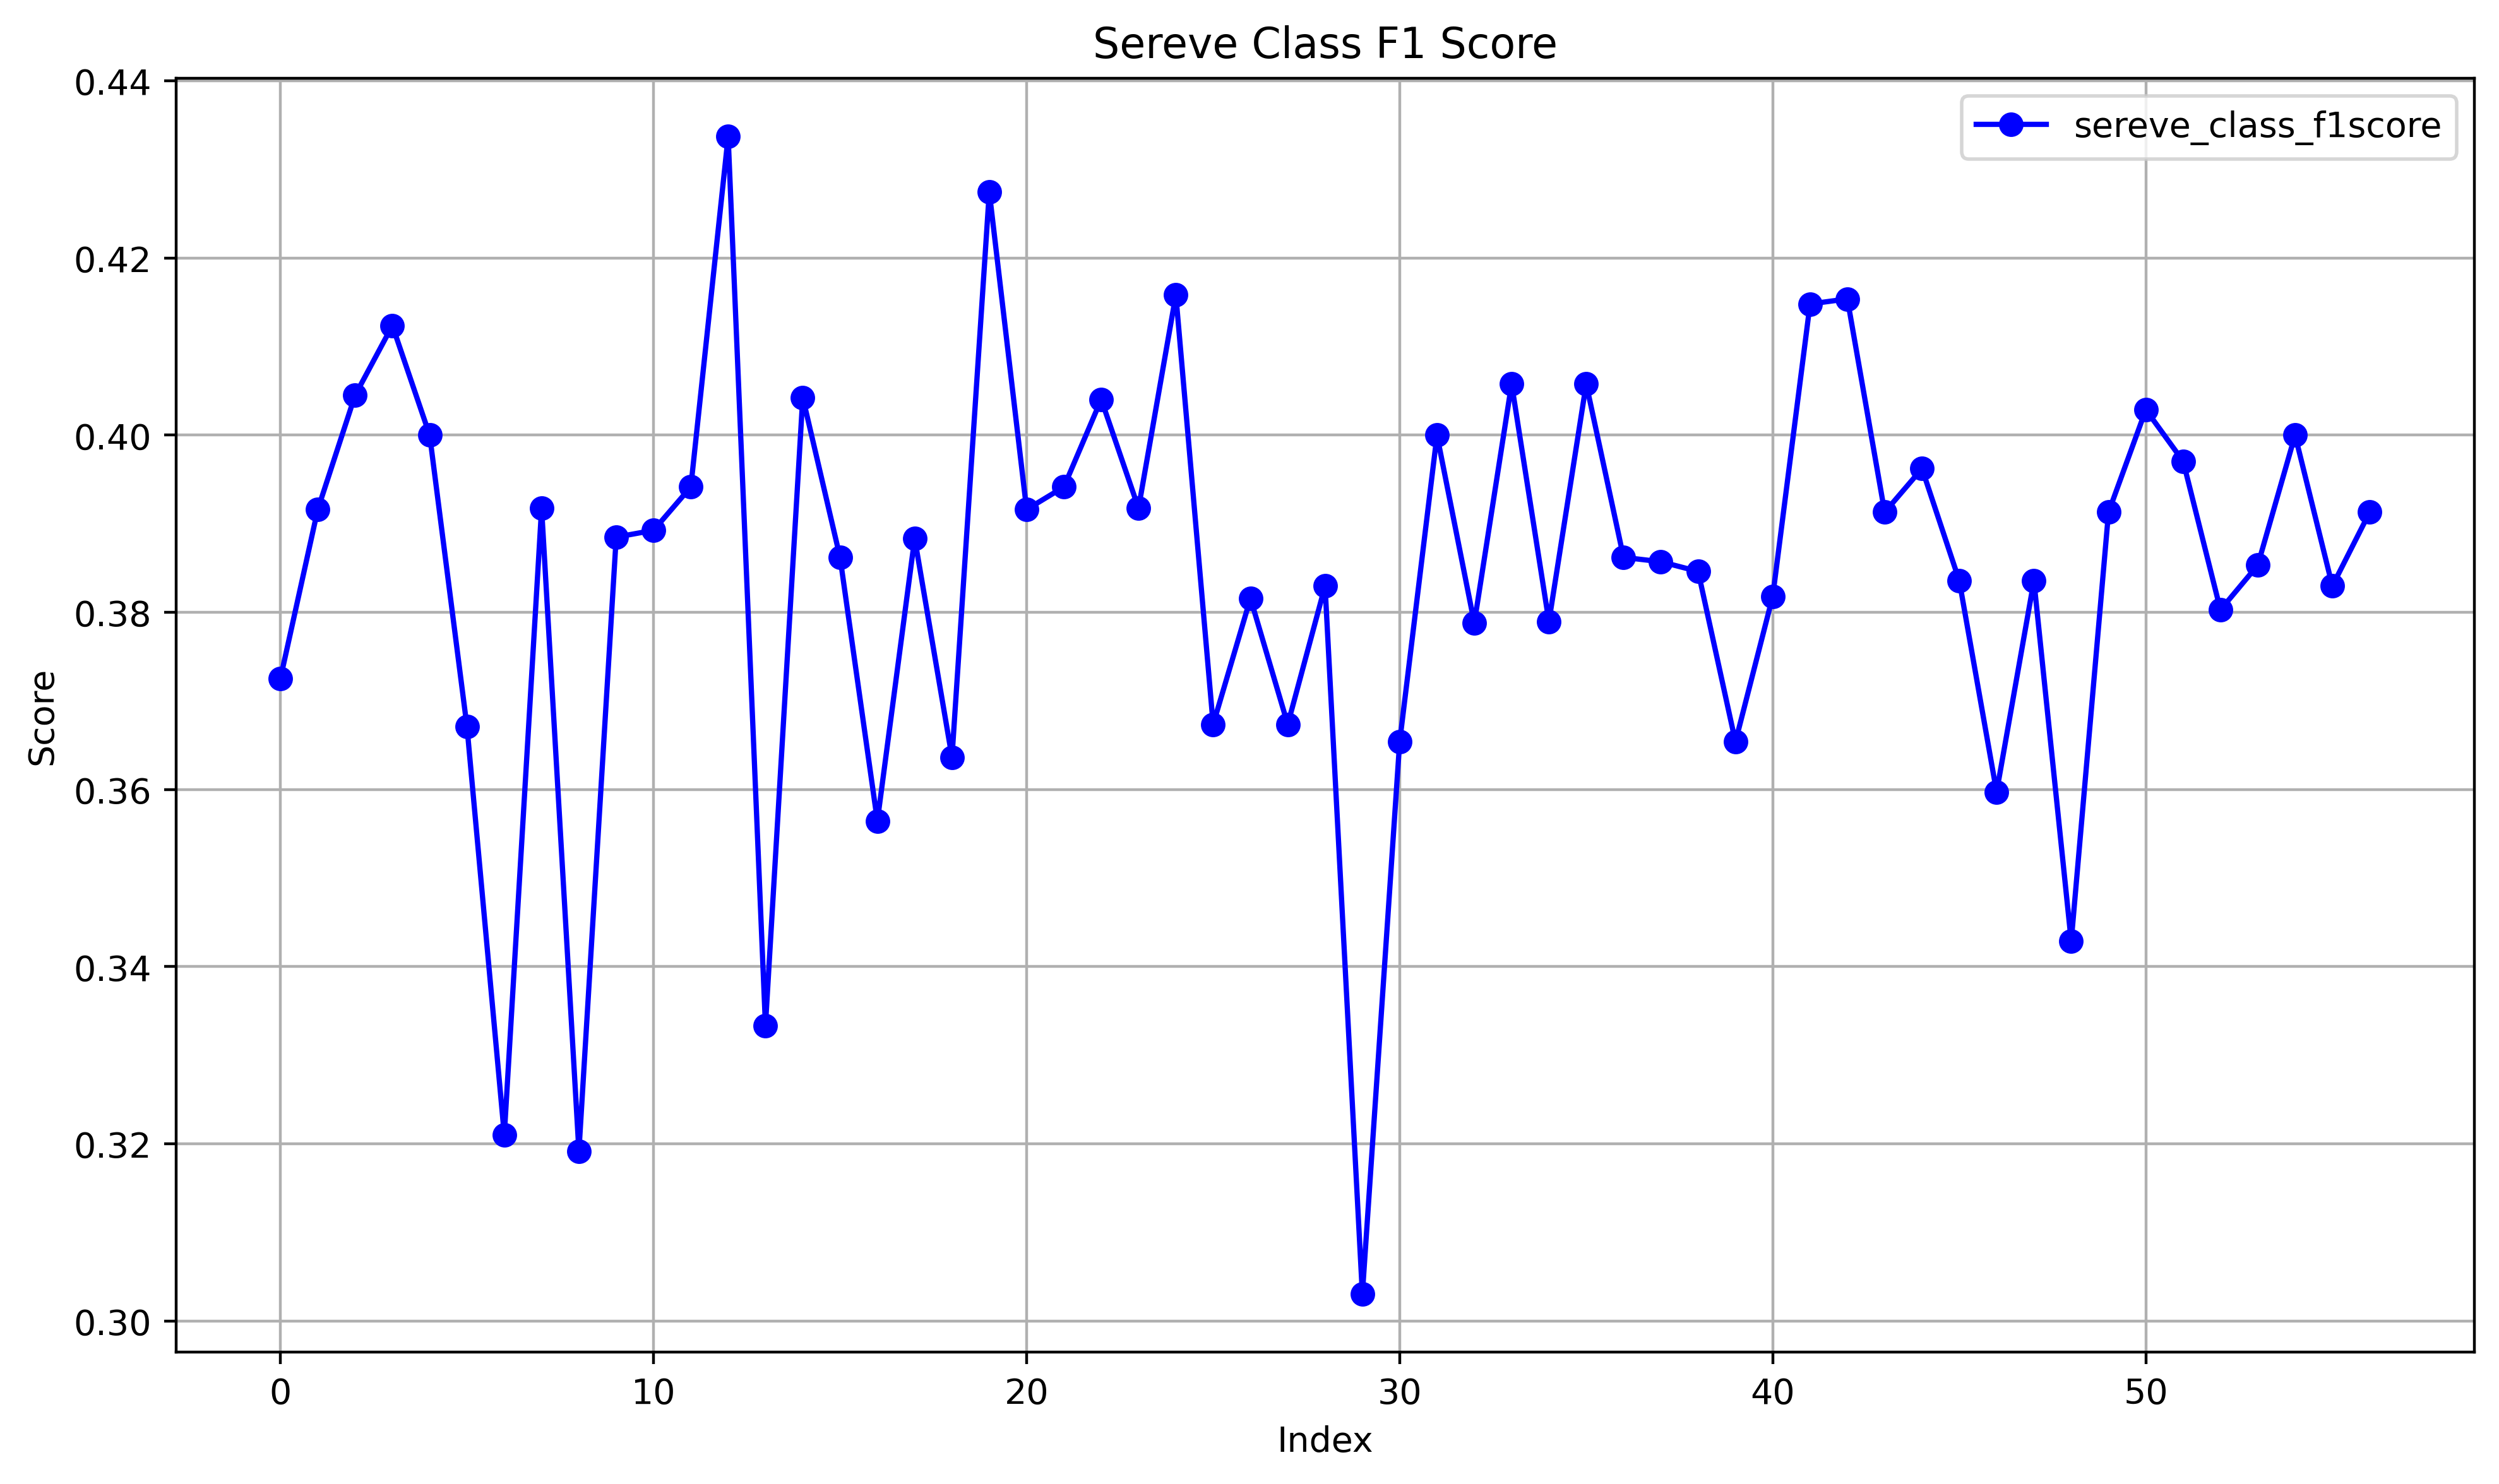 Sereve Class F1 Score
sereve_class_f1score
Score
0.44
0.42
0.40
0.38
0.36
0.34
0.32
0.30
0 10 20 30 40 50
Index